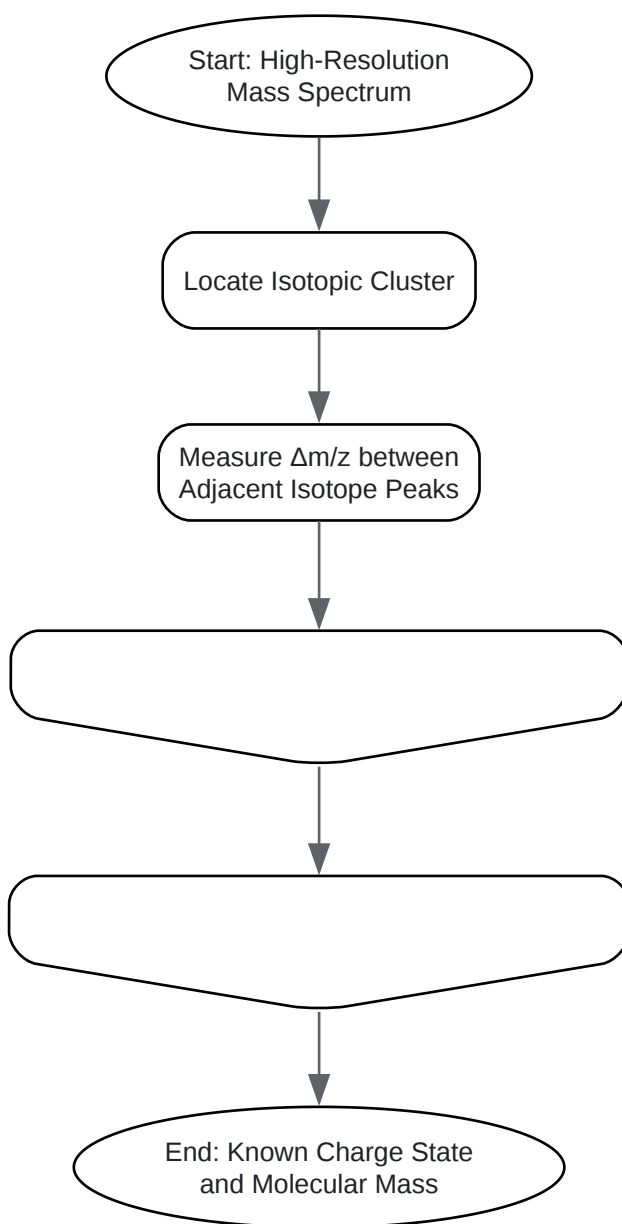 Start: High-Resolution
Mass Spectrum
Locate Isotopic Cluster
Measure Δm/z between
Adjacent Isotope Peaks
End: Known Charge State
and Molecular Mass